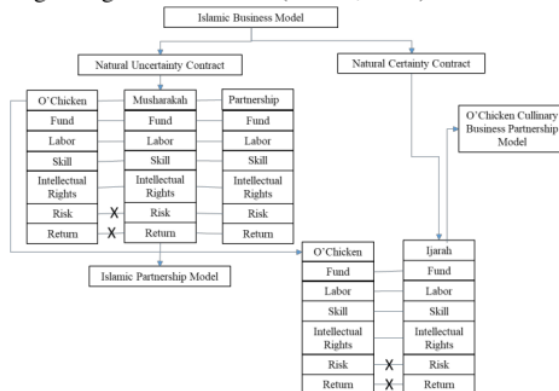 Islamic Business Model
Natural Uncertainty Contract
Natural Certainty Contract
O'Chicken
Musharakah
Partnership
Fund
Fund
Fund
Labor
Labor
Labor
Skill
Skill
Skill
Intellectual
Rights
Intellectual
Rights
Intellectual
Rights
Risk
X
Risk
Risk
Return
X
Return
Return
Islamic Partnership Model
O'Chicken Cullinary
Business Partnership
Model
O'Chicken
Ijarah
Fund
Fund
Labor
Labor
Skill
Skill
Intellectual
Rights
Intellectual
Rights
Risk
X
Risk
Return
X
Return